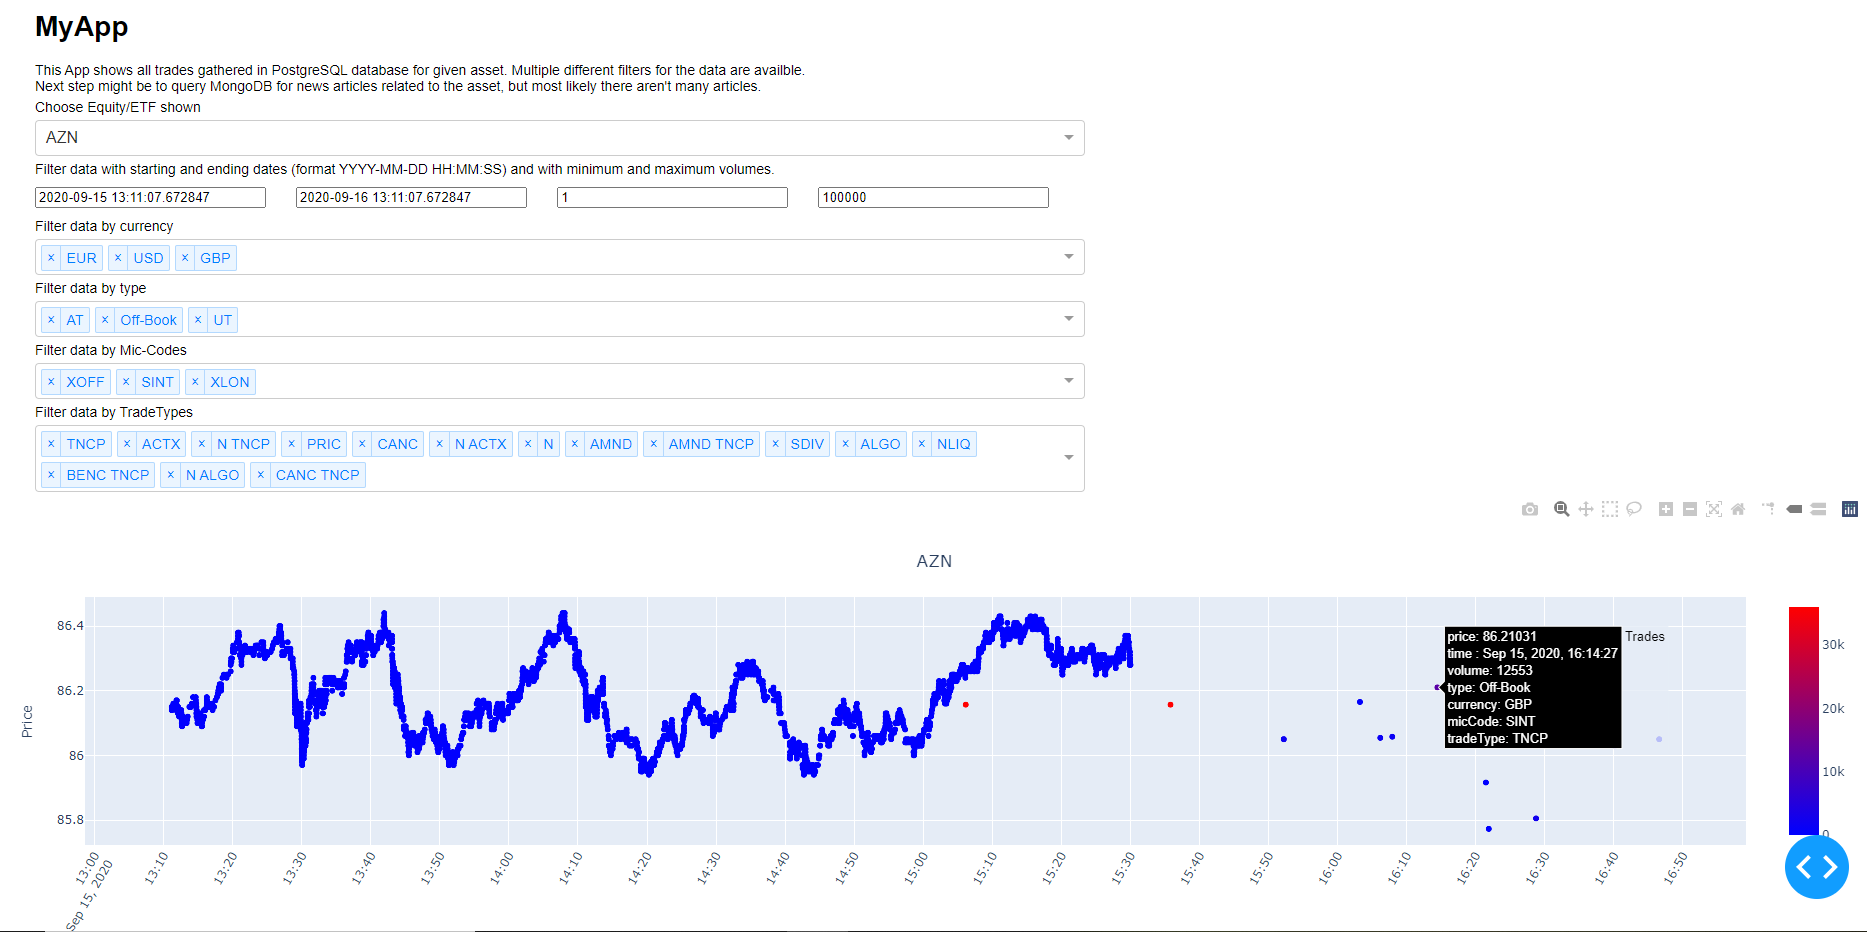 MyApp
This App shows all trades gathered in PostgreSQL database for given asset. Multiple different filters for the data are availble.
Next step might be to query MongoDB for news articles related to the asset, but most likely there aren't many articles.
Choose Equity/ETF shown
AZN
Filter data with starting and ending dates (format YYYY-MM-DD HH:MM:SS) and with minimum and maximum volumes.
2020-09-15 13:11:07.672847 2020-09-16 13:11:07.672847 1 100000
Filter data by currency
× EUR × USD × GBP
Filter data by type
× AT × Off-Book × UT
Filter data by Mic-Codes
× XOFF × SINT × XLON
Filter data by TradeTypes
× TNCP × ACTX × N TNCP × PRIC × CANC × N ACTX × N × AMND × AMND TNCP × SDIV × ALGO × NLIQ
× BENC TNCP × N ALGO × CANC TNCP
AZN
Price
86.4
86.2
86
85.8
price: 86.21031
time : Sep 15, 2020, 16:14:27
volume: 12553
type: Off-Book
currency: GBP
micCode: SINT
tradeType: TNCP
Trades
30k
20k
10k
0
13:00 13:10 13:20 13:30 13:40 13:50 14:00 14:10 14:20 14:30 14:40 14:50 15:00 15:10 15:20 15:30 15:40 15:50 16:00 16:10 16:20 16:30 16:40 16:50
Sep 15, 2020